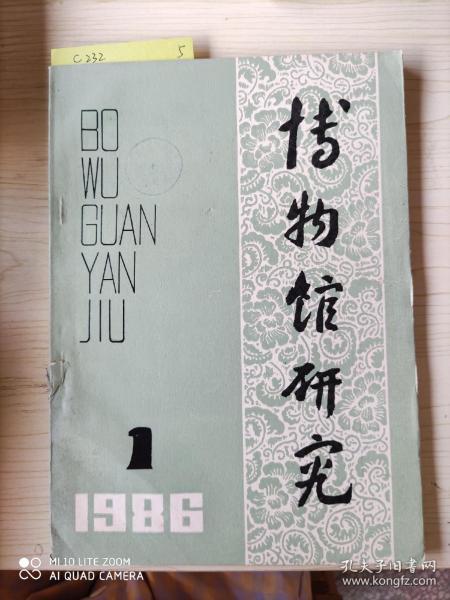 C232 5
BO
WU
GUAN
YAN
JIU
博物馆研究
1
1986
MI 10 LITE ZOOM
AI QUAD CAMERA
孔夫子旧书网
www.kongfz.com